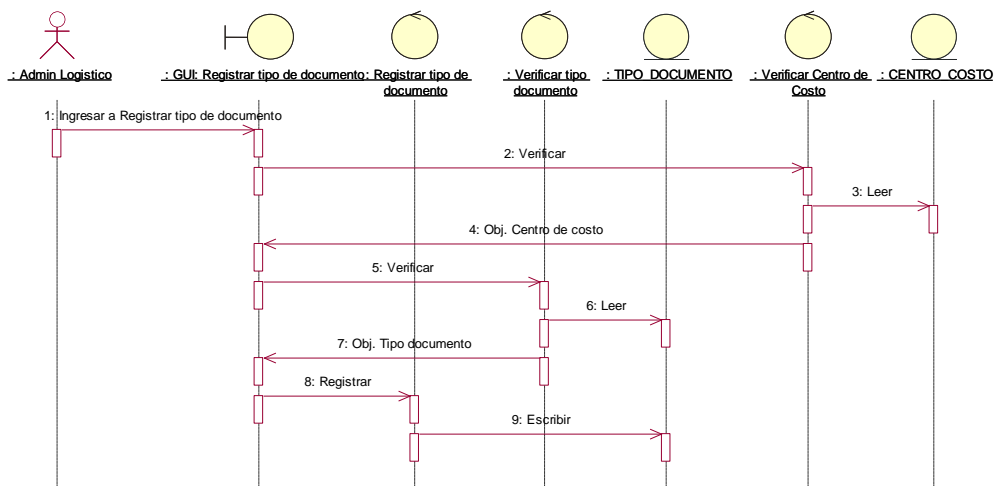 : Admin Logistico
: GUI: Registrar tipo de documento
: Registrar tipo de
documento
: Verificar tipo
documento
: TIPO_DOCUMENTO
: Verificar Centro de
Costo
: CENTRO_COSTO
1: Ingresar a Registrar tipo de documento
2: Verificar
3: Leer
4: Obj. Centro de costo
5: Verificar
6: Leer
7: Obj. Tipo documento
8: Registrar
9: Escribir